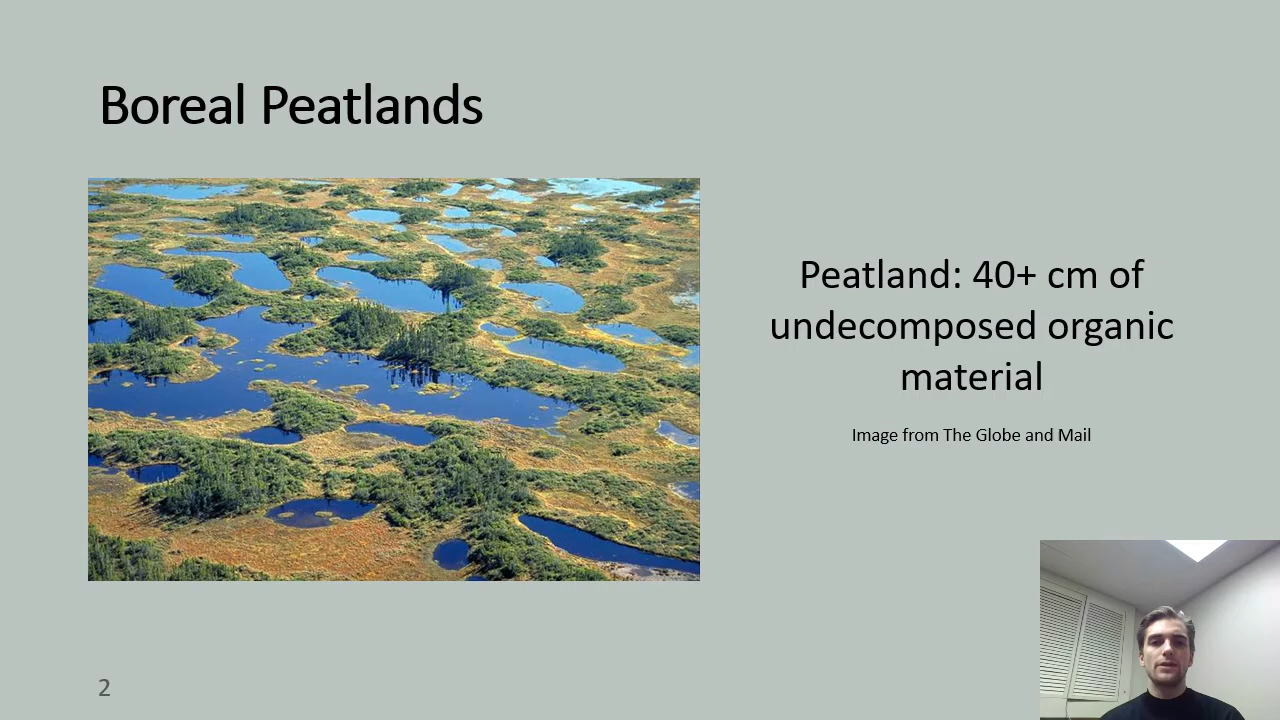 Boreal Peatlands
Peatland: 40+ cm of
undecomposed organic
material
Image from The Globe and Mail
2